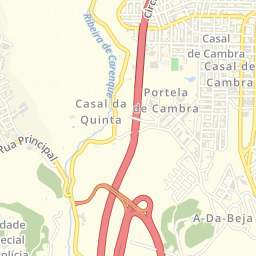 Ribeira de Carenque
Circ
Casal
de Cambra
Casal de
Cambra
Casal da
Quinta
Portela
de Cambra
Rua Principal
A-Da-Beja
dade
pecial
olícia